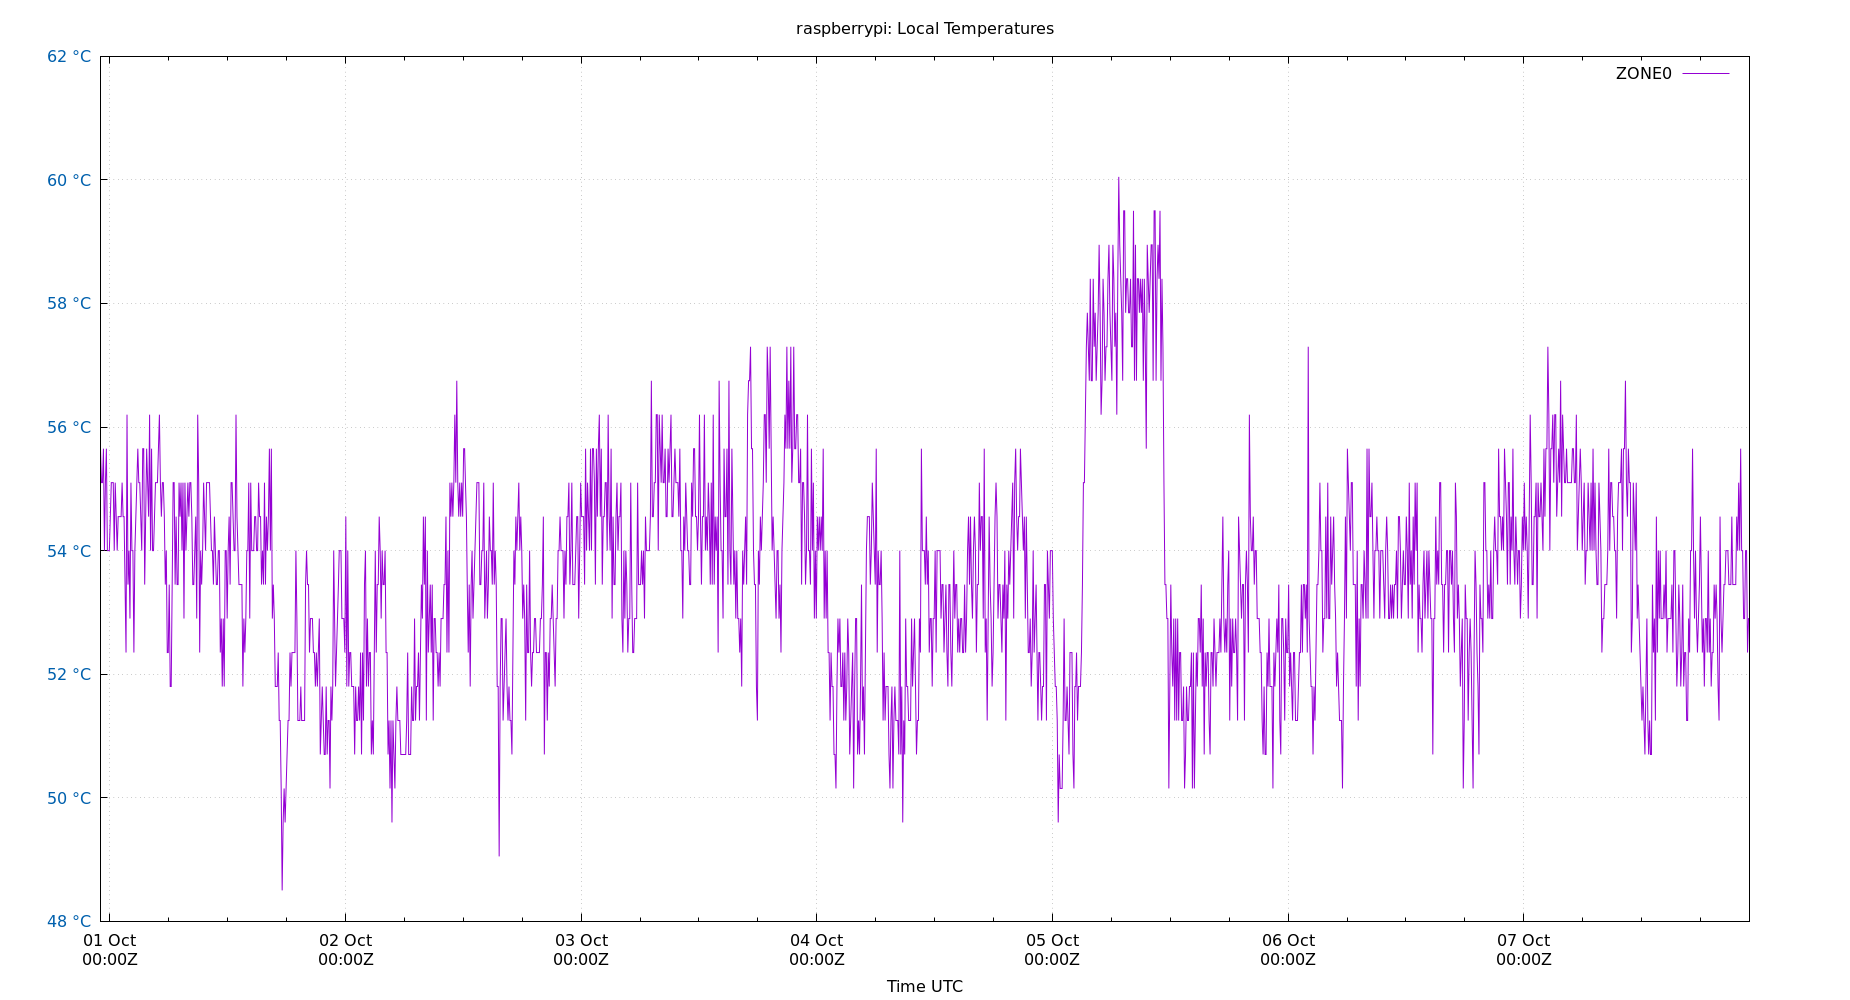 raspberrypi: Local Temperatures
62 °C
ZONE0
60 °C
58 °C
56 °C
54 °C
52 °C
50 °C
48 °C
01 Oct 02 Oct 03 Oct 04 Oct 05 Oct 06 Oct 07 Oct
00:00Z 00:00Z 00:00Z 00:00Z 00:00Z 00:00Z 00:00Z
Time UTC